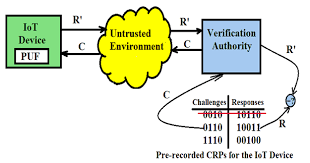 IoT
Device
PUF
R'
C
Untrusted
Environment
R'
C
Verification
Authority
R'
C
R
Challenges Responses
0010 10110
0110 10011
1110 00100
Pre-recorded CRPs for the IoT Device